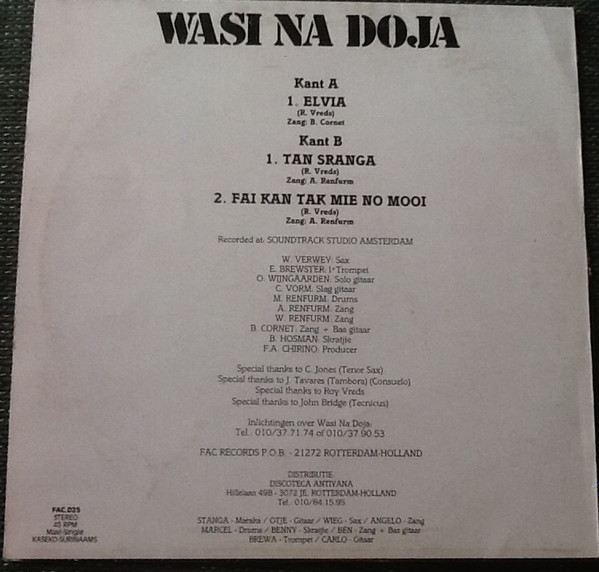 WASI NA DOJA
Kant A
1. ELVIA
(R. Vreds)
Zang: B. Cornet
Kant B
1. TAN SRANGA
(R. Vreds)
Zang: A. Renfurm
2. FAI KAN TAK MIE NO MOOI
(R. Vreds)
Zang: A. Renfurm
Recorded at: SOUNDTRACK STUDIO AMSTERDAM
W. VERWEY: Sax
E. BREWSTER: 1e Trompet
O. WIJNGAARDEN: Solo gitaar
C. VORM: Slag gitaar
M. RENFURM: Drums
A. RENFURM: Zang
W. RENFURM: Zang
B. CORNET: Zang + Bas gitaar
B. HOSMAN: Skratjie
F.A. CHIRINO: Producer
Special thanks to C. Jones (Tenor Sax)
Special thanks to J. Tavares (Tambora) (Consuelo)
Special thanks to Roy Vreds
Special thanks to John Bridge (Tecnicus)
Inlichtingen over Wasi Na Doja:
Tel.: 010/37.71.74 of 010/37.90.53
FAC RECORDS P.O.B. - 21272 ROTTERDAM-HOLLAND
DISTRIBUTIE:
DISCOTECA ANTIYANA
Hillelaan 49B - 3072 JE ROTTERDAM-HOLLAND
Tel. 010/84.15.95
FAC.025
STEREO
45 RPM
Maxi-Single
KASEKO-SURINAAMS
STANGA - Maraka / OTJE - Gitaar / WIEG - Sax / ANGELO - Zang
MARCEL - Drums / BENNY - Skratjie / BEN - Zang + Bas gitaar
BREWA - Trompet / CARLO - Gitaar